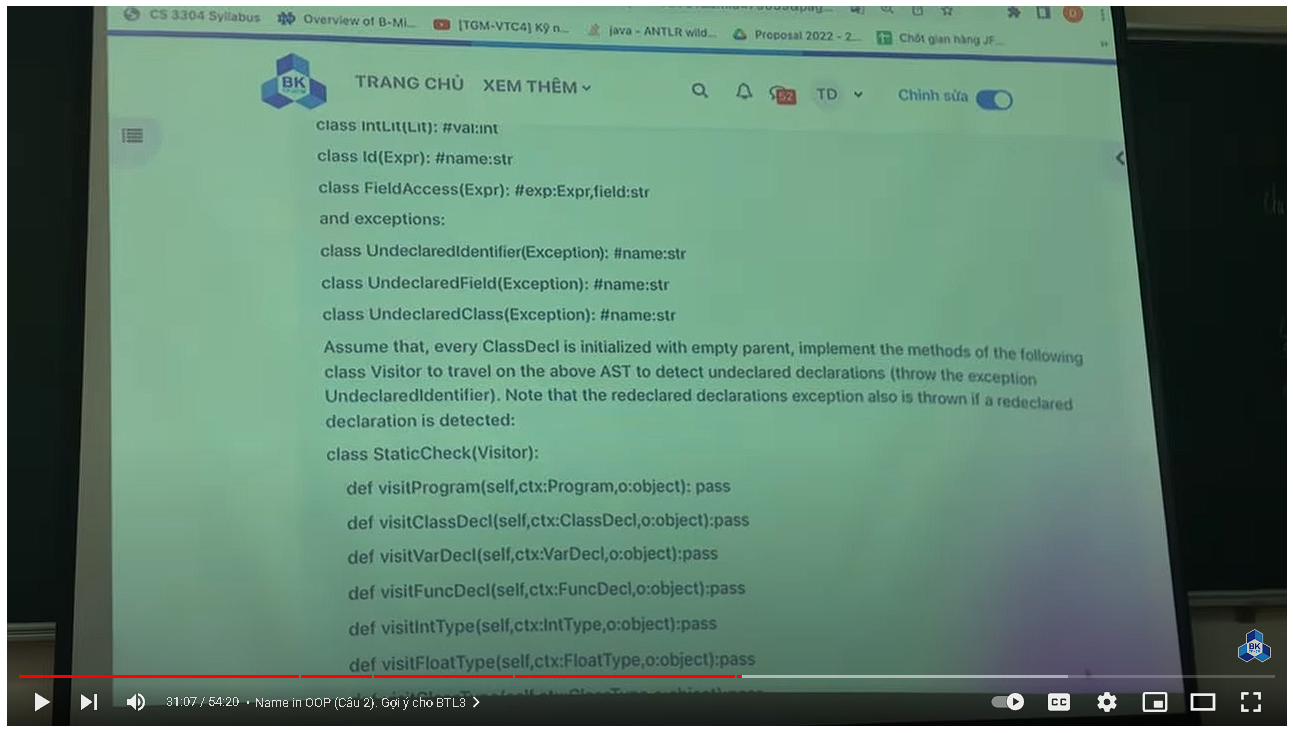 CS 3304 Syllabus
Overview of B-Mi...
[TGM-VTC4] Kỹ n...
java - ANTLR wild...
Proposal 2022 - 2...
Chốt gian hàng JF...
BK
TRANG CHỦ
XEM THÊM
52
TD
Chỉnh sửa
class IntLit(Lit): #val:int
class Id(Expr): #name:str
class FieldAccess(Expr): #exp:Expr,field:str
and exceptions:
class UndeclaredIdentifier(Exception): #name:str
class UndeclaredField(Exception): #name:str
class UndeclaredClass(Exception): #name:str
Assume that, every ClassDecl is initialized with empty parent, implement the methods of the following
class Visitor to travel on the above AST to detect undeclared declarations (throw the exception
UndeclaredIdentifier). Note that the redeclared declarations exception also is thrown if a redeclared
declaration is detected:
class StaticCheck(Visitor):
def visitProgram(self,ctx:Program,o:object): pass
def visitClassDecl(self,ctx:ClassDecl,o:object):pass
def visitVarDecl(self,ctx:VarDecl,o:object):pass
def visitFuncDecl(self,ctx:FuncDecl,o:object):pass
def visitIntType(self,ctx:IntType,o:object):pass
def visitFloatType(self,ctx:FloatType,o:object):pass
BK
31:07 / 54:20 • Name in OOP (Câu 2). Gợi ý cho BTL3
CC